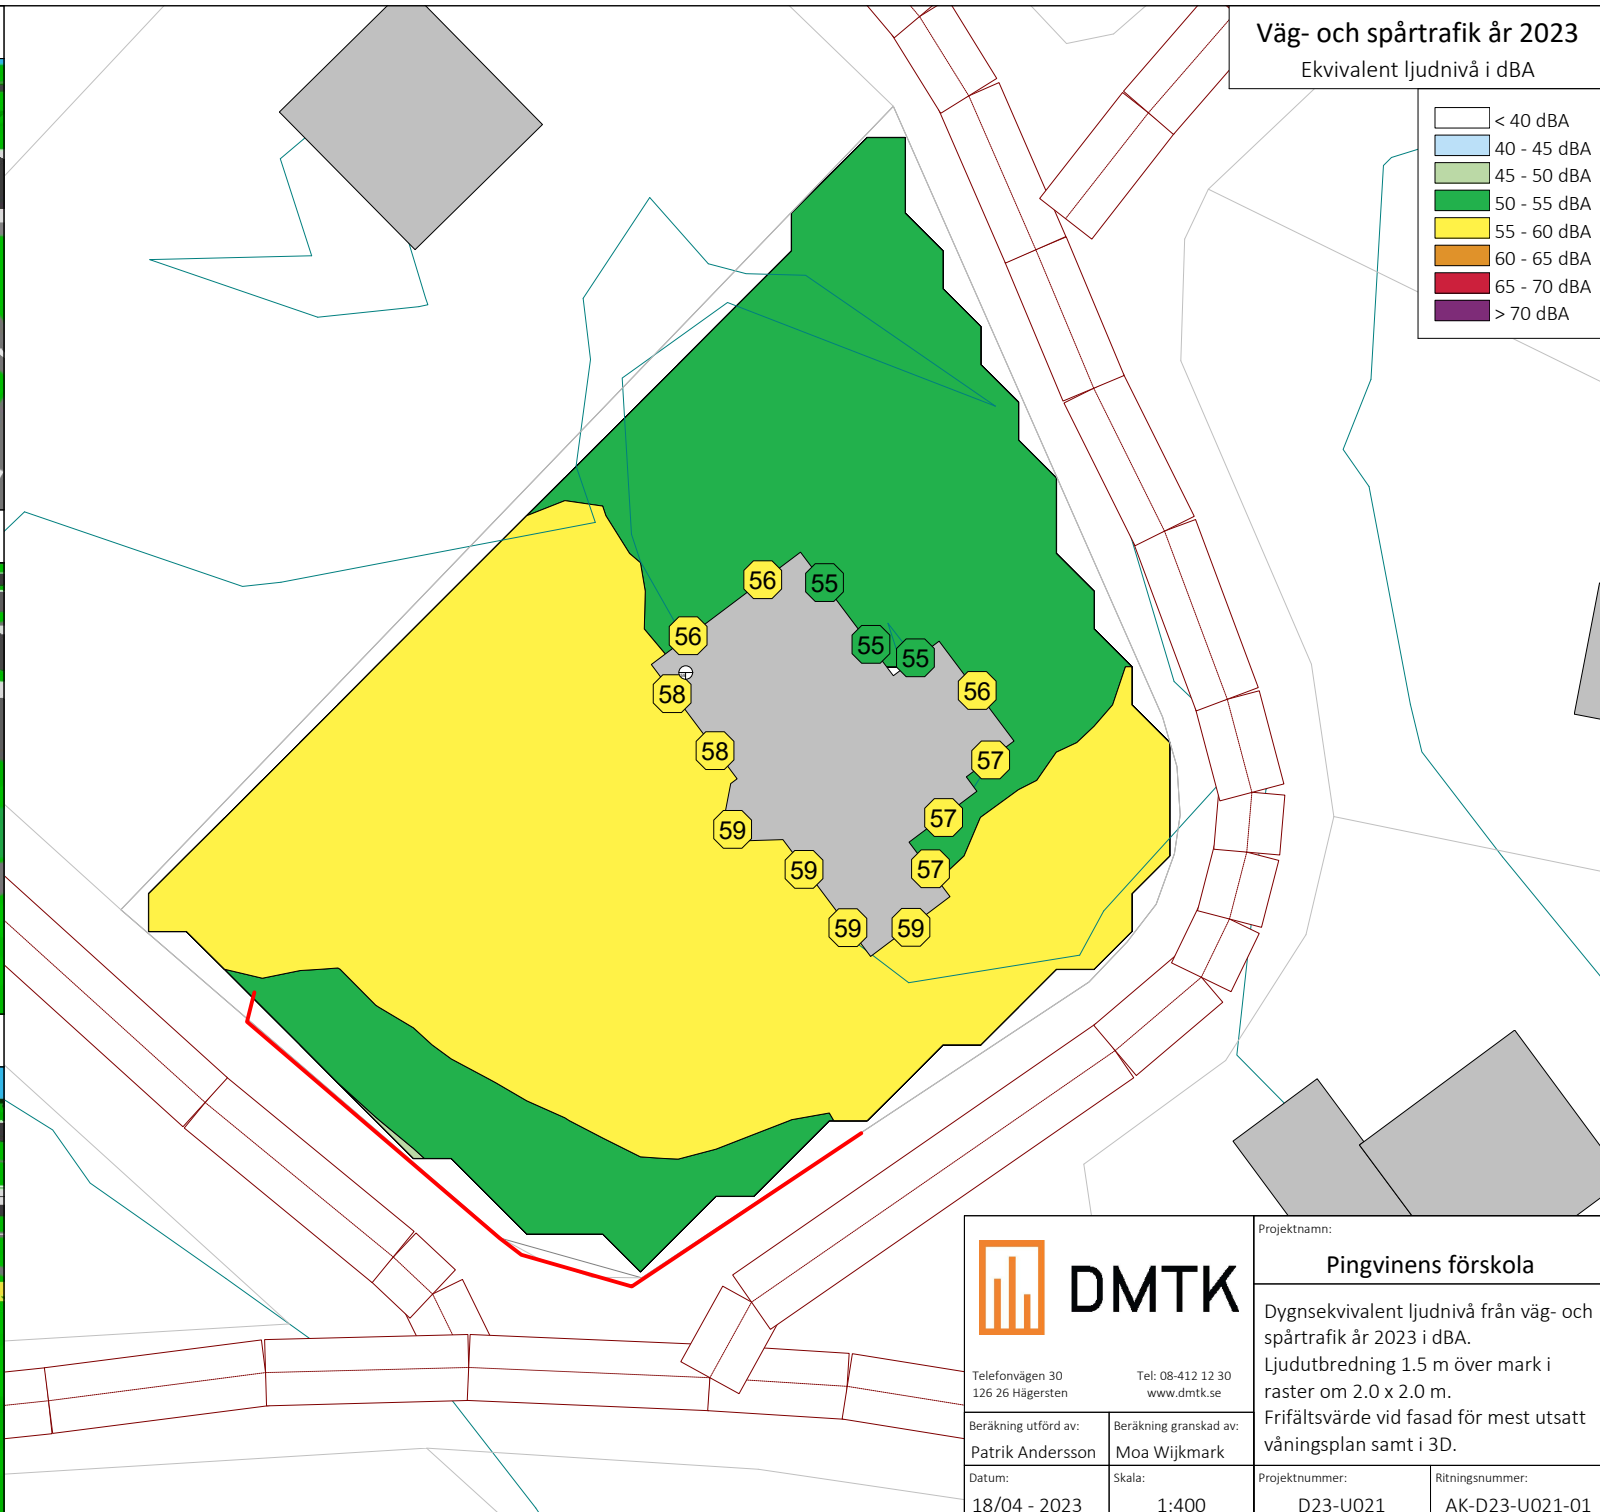 Väg- och spårtrafik år 2023
Ekvivalent ljudnivå i dBA
< 40 dBA
40 - 45 dBA
45 - 50 dBA
50 - 55 dBA
55 - 60 dBA
60 - 65 dBA
65 - 70 dBA
> 70 dBA
56
55
56
55
55
58
56
58
57
59
57
59
57
59
59
DMTK
Telefonvägen 30
126 26 Hägersten
Tel: 08-412 12 30
www.dmtk.se
Projektnamn:
Pingvinens förskola
Dygnsekvivalent ljudnivå från väg- och
spårtrafik år 2023 i dBA.
Ljudutbredning 1.5 m över mark i
raster om 2.0 x 2.0 m.
Frifältsvärde vid fasad för mest utsatt
våningsplan samt i 3D.
Beräkning utförd av:
Patrik Andersson
Beräkning granskad av:
Moa Wijkmark
Datum:
18/04 - 2023
Skala:
1:400
Projektnummer:
D23-U021
Ritningsnummer:
AK-D23-U021-01